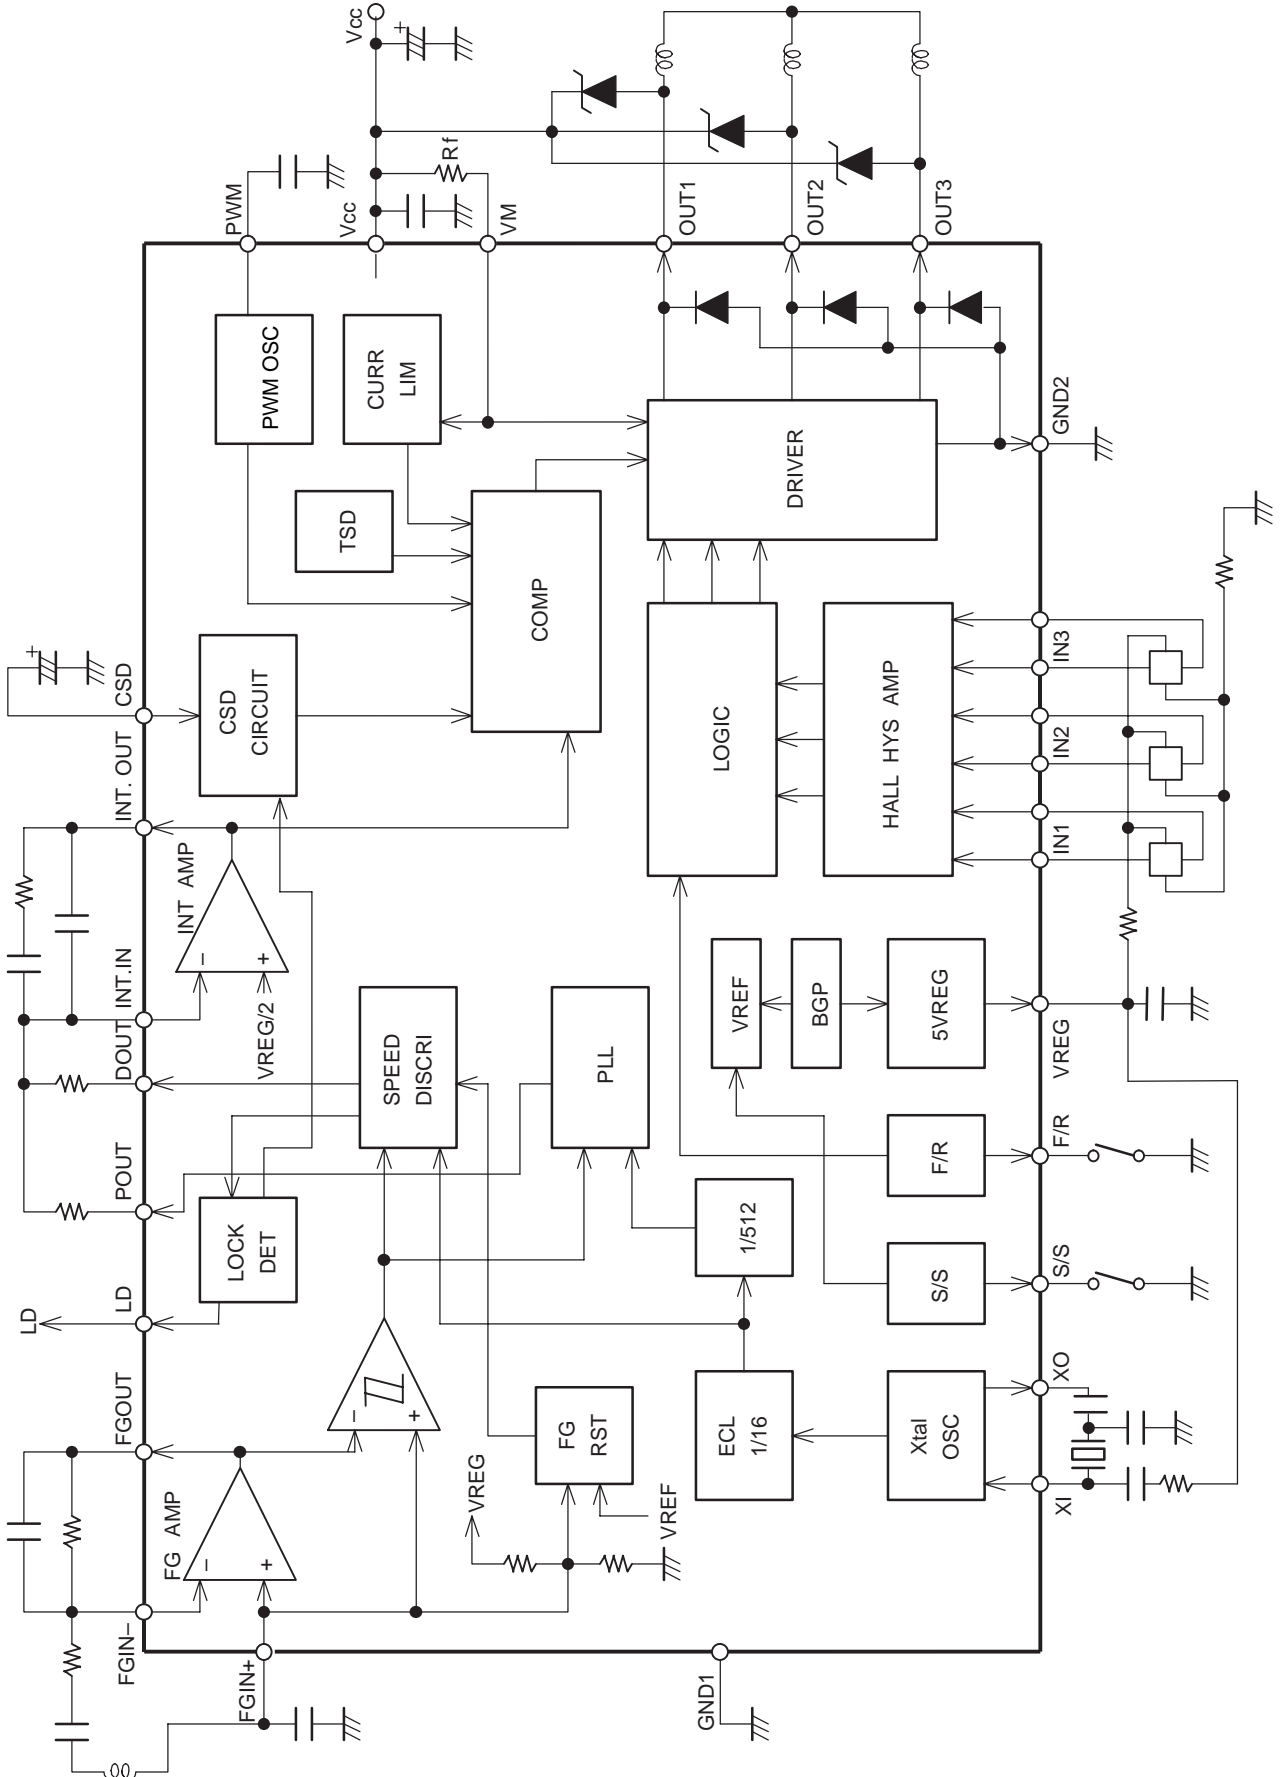 Vcc
+
PWM
Vcc
Rf
VM
OUT1
OUT2
OUT3
PWM OSC
CURR
LIM
TSD
COMP
DRIVER
GND2
+
CSD
CSD
CIRCUIT
INT. OUT
INT AMP
−
+
VREG/2
INT.IN
DOUT
POUT
LOGIC
HALL HYS AMP
IN3
IN2
IN1
SPEED
DISCRI
PLL
VREF
BGP
5VREG
VREG
LOCK
DET
LD
LD
1/512
F/R
F/R
S/S
S/S
FGOUT
FG AMP
−
+
−
+
FG
RST
VREG
VREF
ECL
1/16
Xtal
OSC
XO
XI
FGIN−
FGIN+
GND1